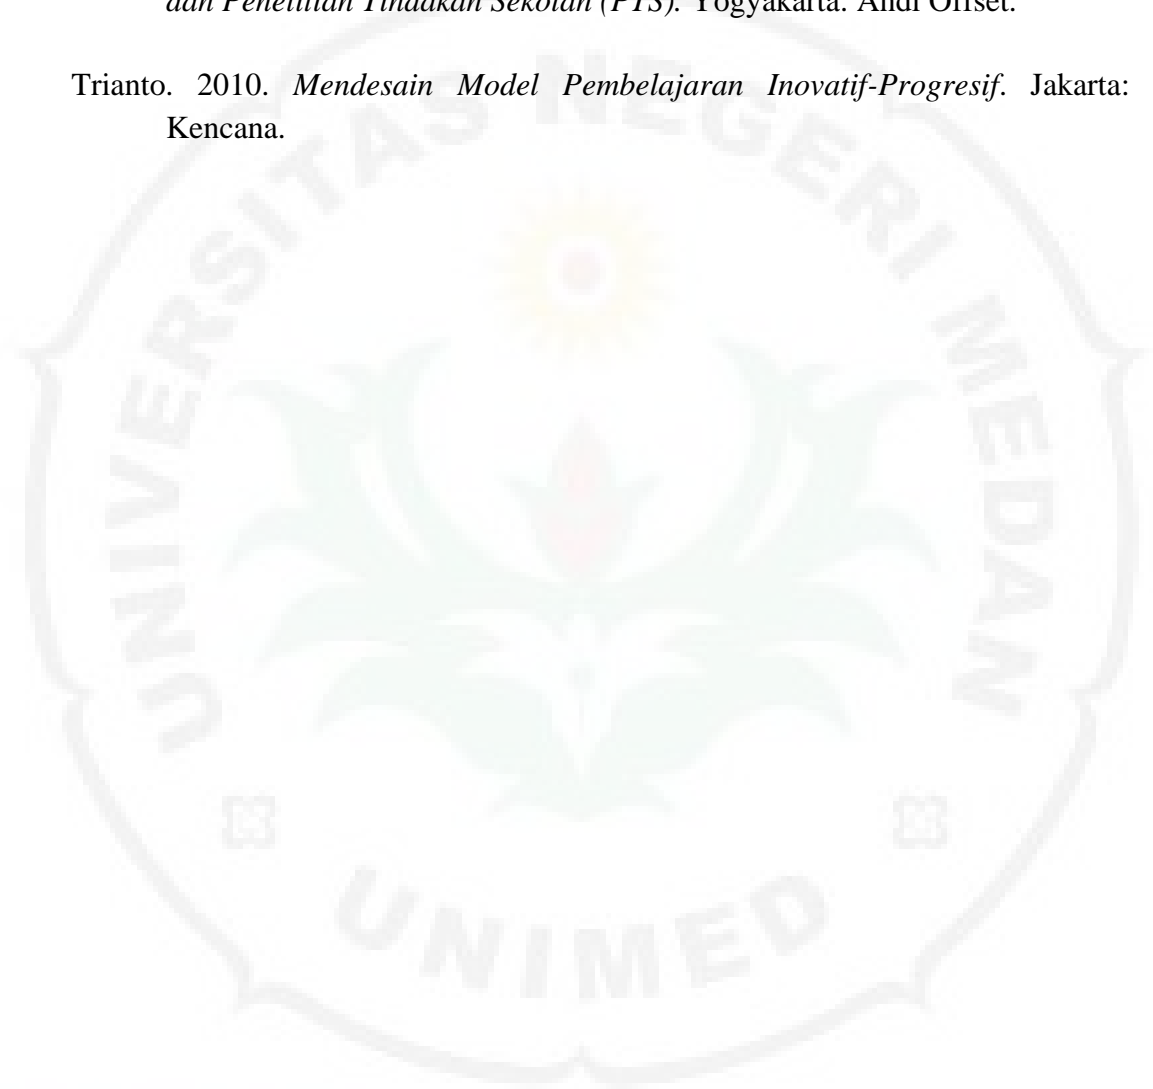 dan Penelitian Tindakan Sekolah (PTS). Yogyakarta. Andi Offset.
Trianto. 2010. Mendesain Model Pembelajaran Inovatif-Progresif. Jakarta:
Kencana.
UNIVERSITAS NEGERI MEDAN
UNIMED